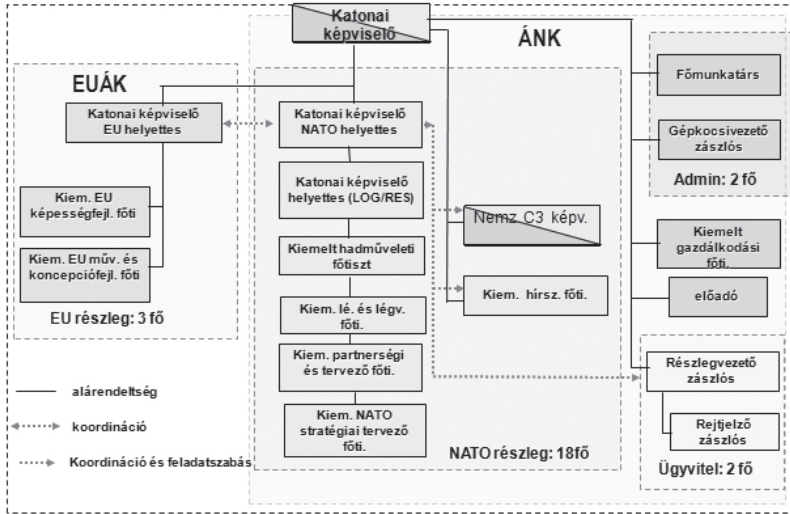 Katonai
képviselő
ÁNK
EUÁK
Katonai képviselő
EU helyettes
Kiem. EU
képességfejl. főti
Kiem. EU műv. és
koncepciófejl. főti
EU részleg: 3 fő
Katonai képviselő
NATO helyettes
Katonai képviselő
helyettes (LOG/RES)
Kiemelt hadműveleti
főtiszt
Kiem. lé. és légv.
főti.
Kiem. partnerségi
és tervező főti.
Kiem. NATO
stratégiai tervező
főti.
Nemz C3 képv.
Kiem. hírsz. főti.
NATO részleg: 18fő
Főmunkatárs
Gépkocsivezető
zászlós
Admin: 2 fő
Kiemelt
gazdálkodási
főti.
előadó
Részlegvezető
zászlós
Rejtjelző
zászlós
Ügyvitel: 2 fő
alárendeltség
koordináció
Koordináció és feladatszabás